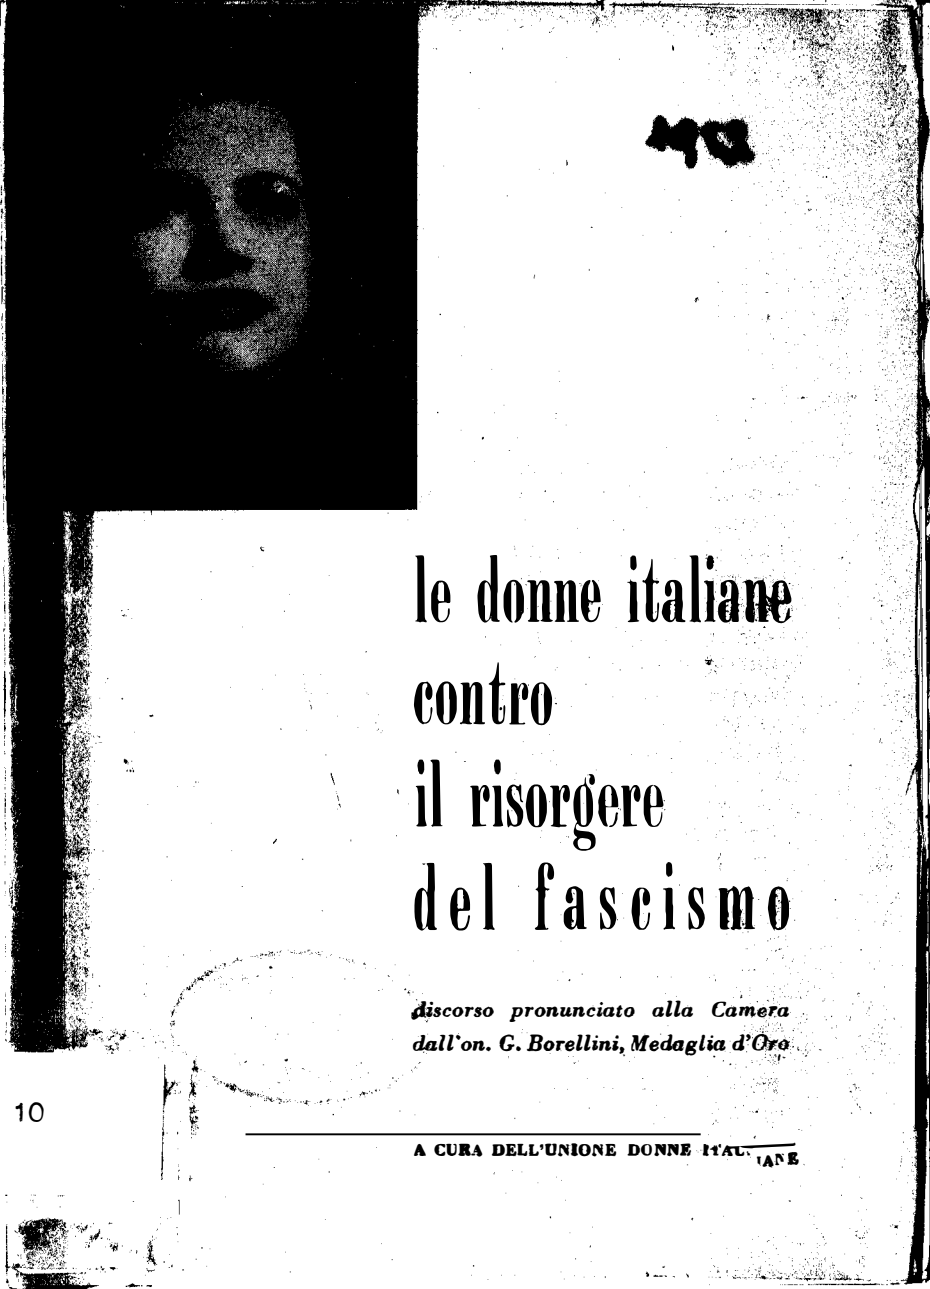 le donne italiane
contro
il risorgere
del fascismo
discorso pronunciato alla Camera
dall'on. G. Borellini, Medaglia d'Oro
10
A CURA DELL'UNIONE DONNE ITALIANE